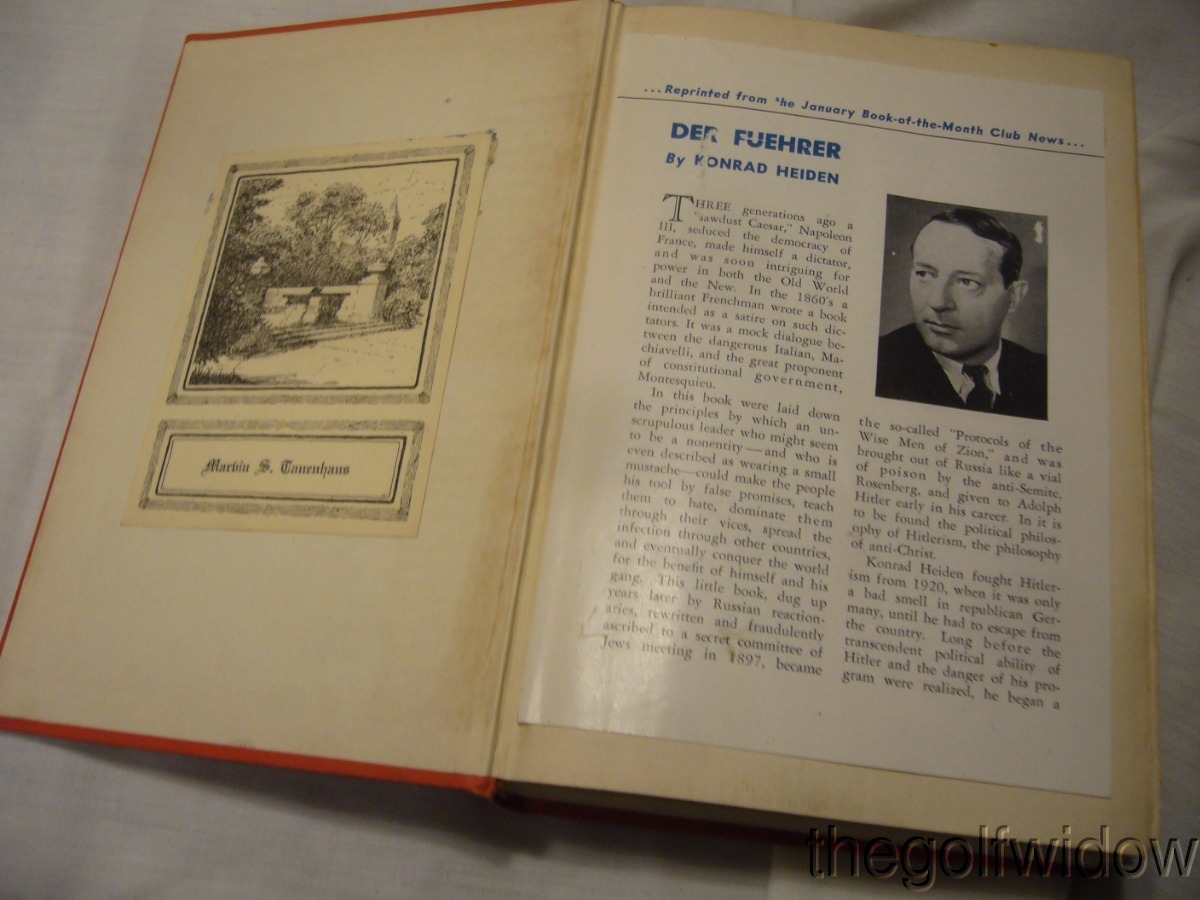 Marvin S. Tanenhaus
...Reprinted from the January Book-of-the-Month Club News...
DER FUEHRER
By KONRAD HEIDEN
THREE generations ago a
"sawdust Caesar," Napoleon
III, seduced the democracy of
France, made himself a dictator,
and was soon intriguing for
power in both the Old World
and the New. In the 1860's a
brilliant Frenchman wrote a book
intended as a satire on such dic-
tators. It was a mock dialogue be-
tween the dangerous Italian, Ma-
chiavelli, and the great proponent
of constitutional government,
Montesquieu.
In this book were laid down
the principles by which an un-
scrupulous leader who might seem
to be a nonentity—and who is
even described as wearing a small
mustache—could make the people
his tool by false promises, teach
them to hate, dominate them
through their vices, spread the
infection through other countries,
and eventually conquer the world
for the benefit of himself and his
gang. This little book, dug up
years later by Russian reaction-
aries, rewritten and fraudulently
ascribed to a secret committee of
Jews meeting in 1897, became
the so-called "Protocols of the
Wise Men of Zion," and was
brought out of Russia like a vial
of poison by the anti-Semite,
Rosenberg, and given to Adolph
Hitler early in his career. In it is
to be found the political philos-
ophy of Hitlerism, the philosophy
of anti-Christ.
Konrad Heiden fought Hitler-
ism from 1920, when it was only
a bad smell in republican Ger-
many, until he had to escape from
the country. Long before the
transcendent political ability of
Hitler and the danger of his pro-
gram were realized, he began a
thegolfwidow